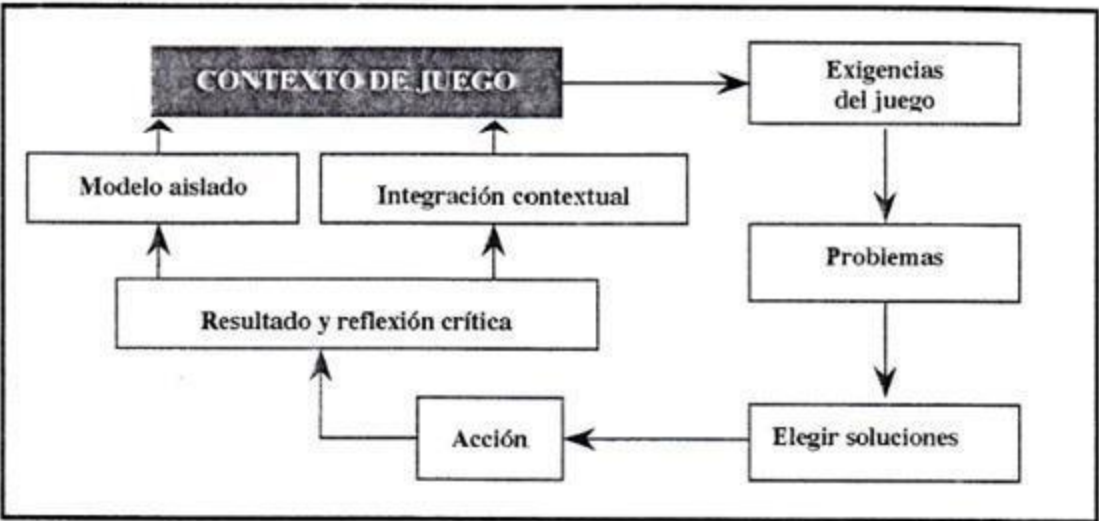 CONTEXTO DE JUEGO
Exigencias
del juego
Modelo aislado
Integración contextual
Problemas
Resultado y reflexión crítica
Acción
Elegir soluciones